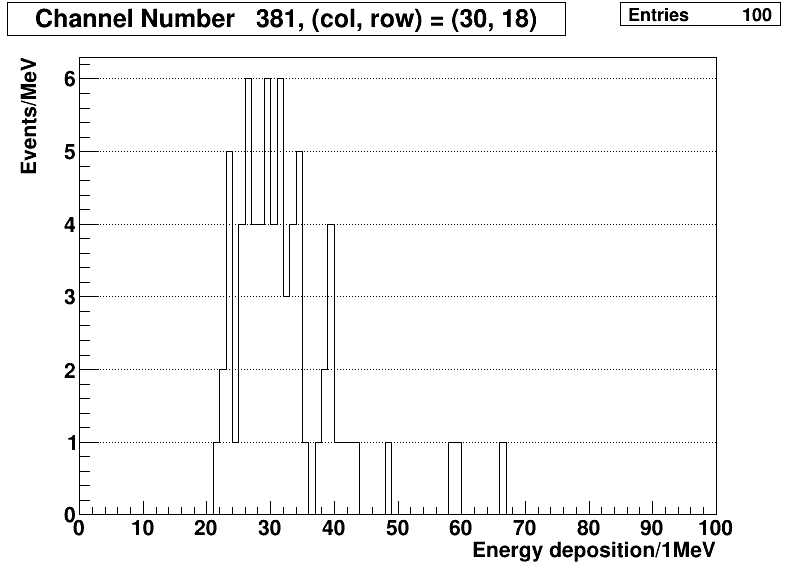 Channel Number 381, (col, row) = (30, 18)
Entries 100
Events/MeV
6
5
4
3
2
1
0
0 10 20 30 40 50 60 70 80 90 100
Energy deposition/1MeV